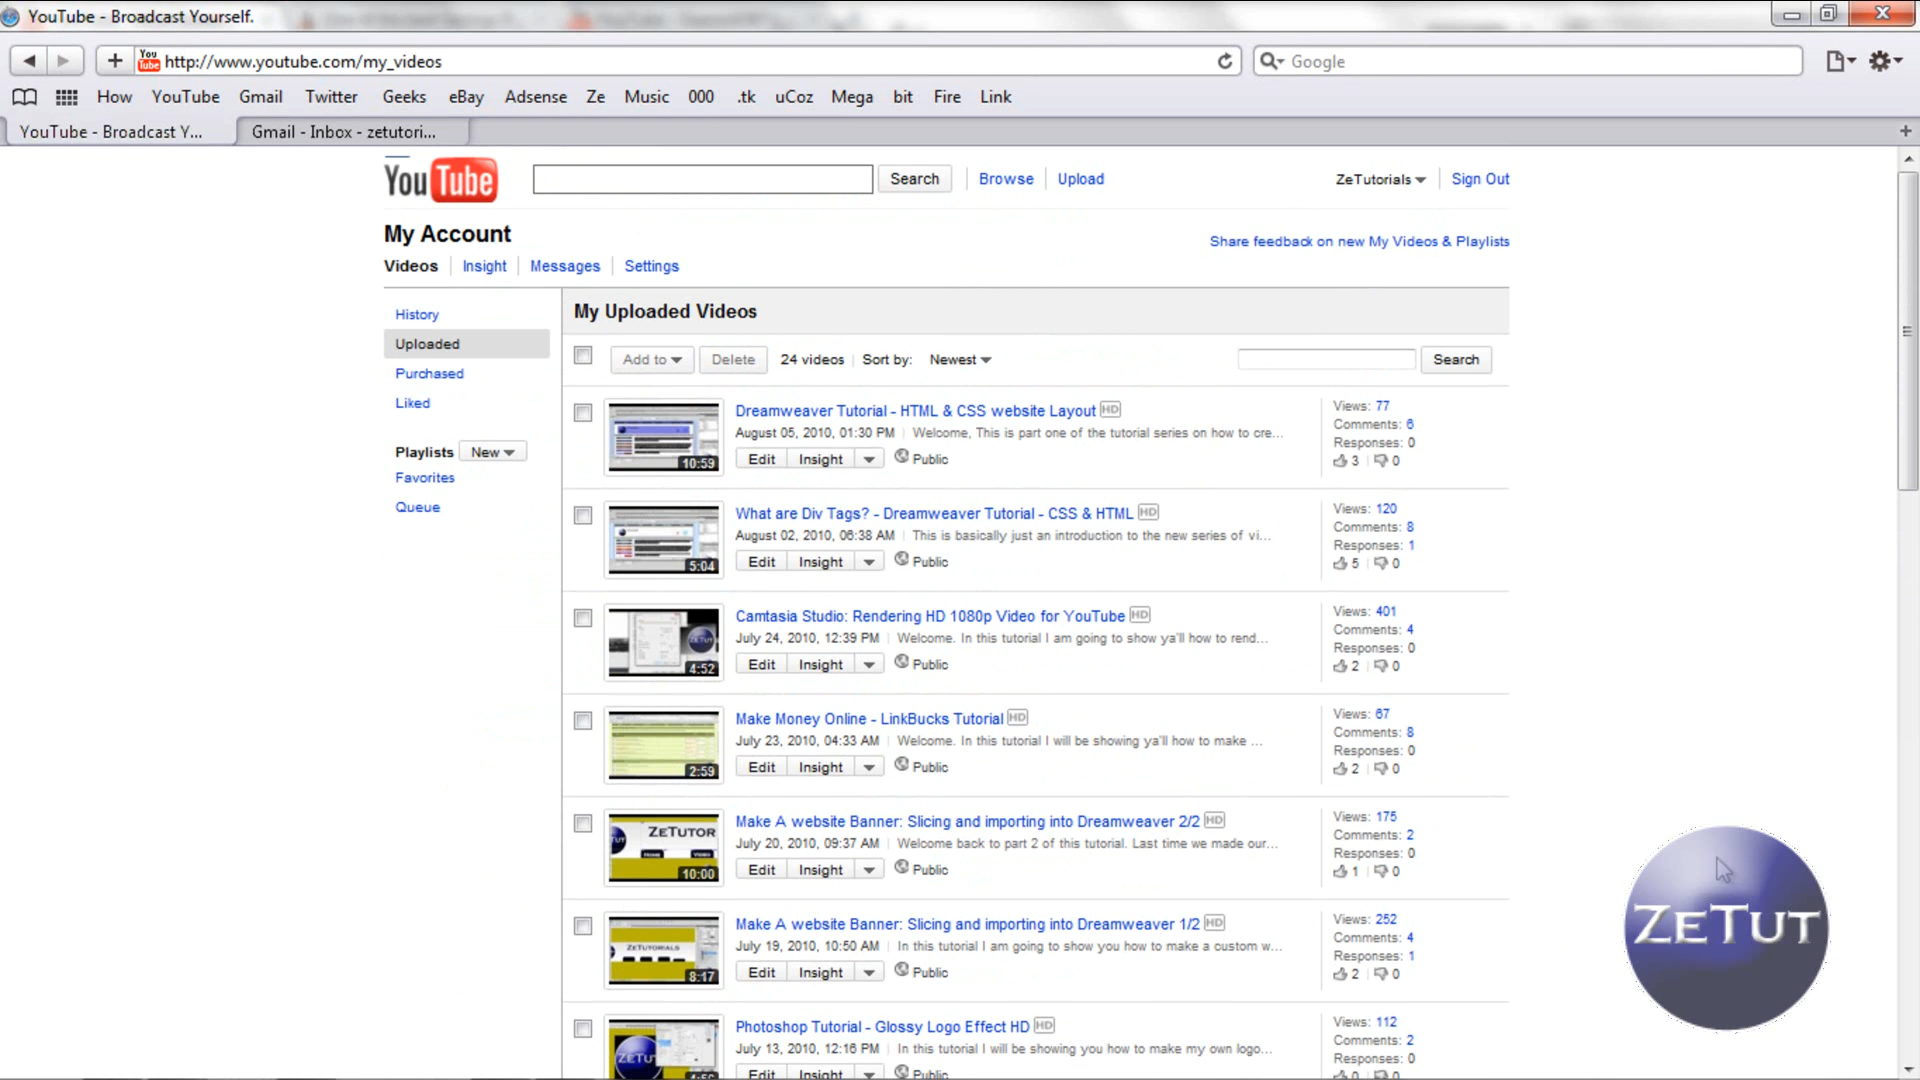 YouTube - Broadcast Yourself.
http://www.youtube.com/my_videos
Google
How YouTube Gmail Twitter Geeks eBay Adsense Ze Music 000 .tk uCoz Mega bit Fire Link
YouTube - Broadcast Y... Gmail - Inbox - zetutori...
YouTube Search Browse Upload ZeTutorials Sign Out
My Account
Share feedback on new My Videos & Playlists
Videos Insight Messages Settings
History
Uploaded
Purchased
Liked
Playlists New
Favorites
Queue
My Uploaded Videos
Add to Delete 24 videos Sort by: Newest Search
Dreamweaver Tutorial - HTML & CSS website Layout HD
August 05, 2010, 01:30 PM Welcome, This is part one of the tutorial series on how to cre...
10:59
Edit Insight Public
Views: 77
Comments: 6
Responses: 0
3 0
What are Div Tags? - Dreamweaver Tutorial - CSS & HTML HD
August 02, 2010, 06:38 AM This is basically just an introduction to the new series of vi...
5:04
Edit Insight Public
Views: 120
Comments: 8
Responses: 1
5 0
Camtasia Studio: Rendering HD 1080p Video for YouTube HD
July 24, 2010, 12:39 PM Welcome. In this tutorial I am going to show ya'll how to rend...
4:52
Edit Insight Public
Views: 401
Comments: 4
Responses: 0
2 0
Make Money Online - LinkBucks Tutorial HD
July 23, 2010, 04:33 AM Welcome. In this tutorial I will be showing ya'll how to make ...
2:59
Edit Insight Public
Views: 67
Comments: 8
Responses: 0
2 0
Make A website Banner: Slicing and importing into Dreamweaver 2/2 HD
July 20, 2010, 09:37 AM Welcome back to part 2 of this tutorial. Last time we made our...
ZETUTOR
10:00
Edit Insight Public
Views: 175
Comments: 2
Responses: 0
1 0
Make A website Banner: Slicing and importing into Dreamweaver 1/2 HD
July 19, 2010, 10:50 AM In this tutorial I am going to show you how to make a custom w...
ZETUTORIALS
8:17
Edit Insight Public
Views: 252
Comments: 4
Responses: 1
2 0
Photoshop Tutorial - Glossy Logo Effect HD
July 13, 2010, 12:16 PM In this tutorial I will be showing you how to make my own logo...
ZETUT
Edit Insight Public
Views: 112
Comments: 2
Responses: 0
ZETUT